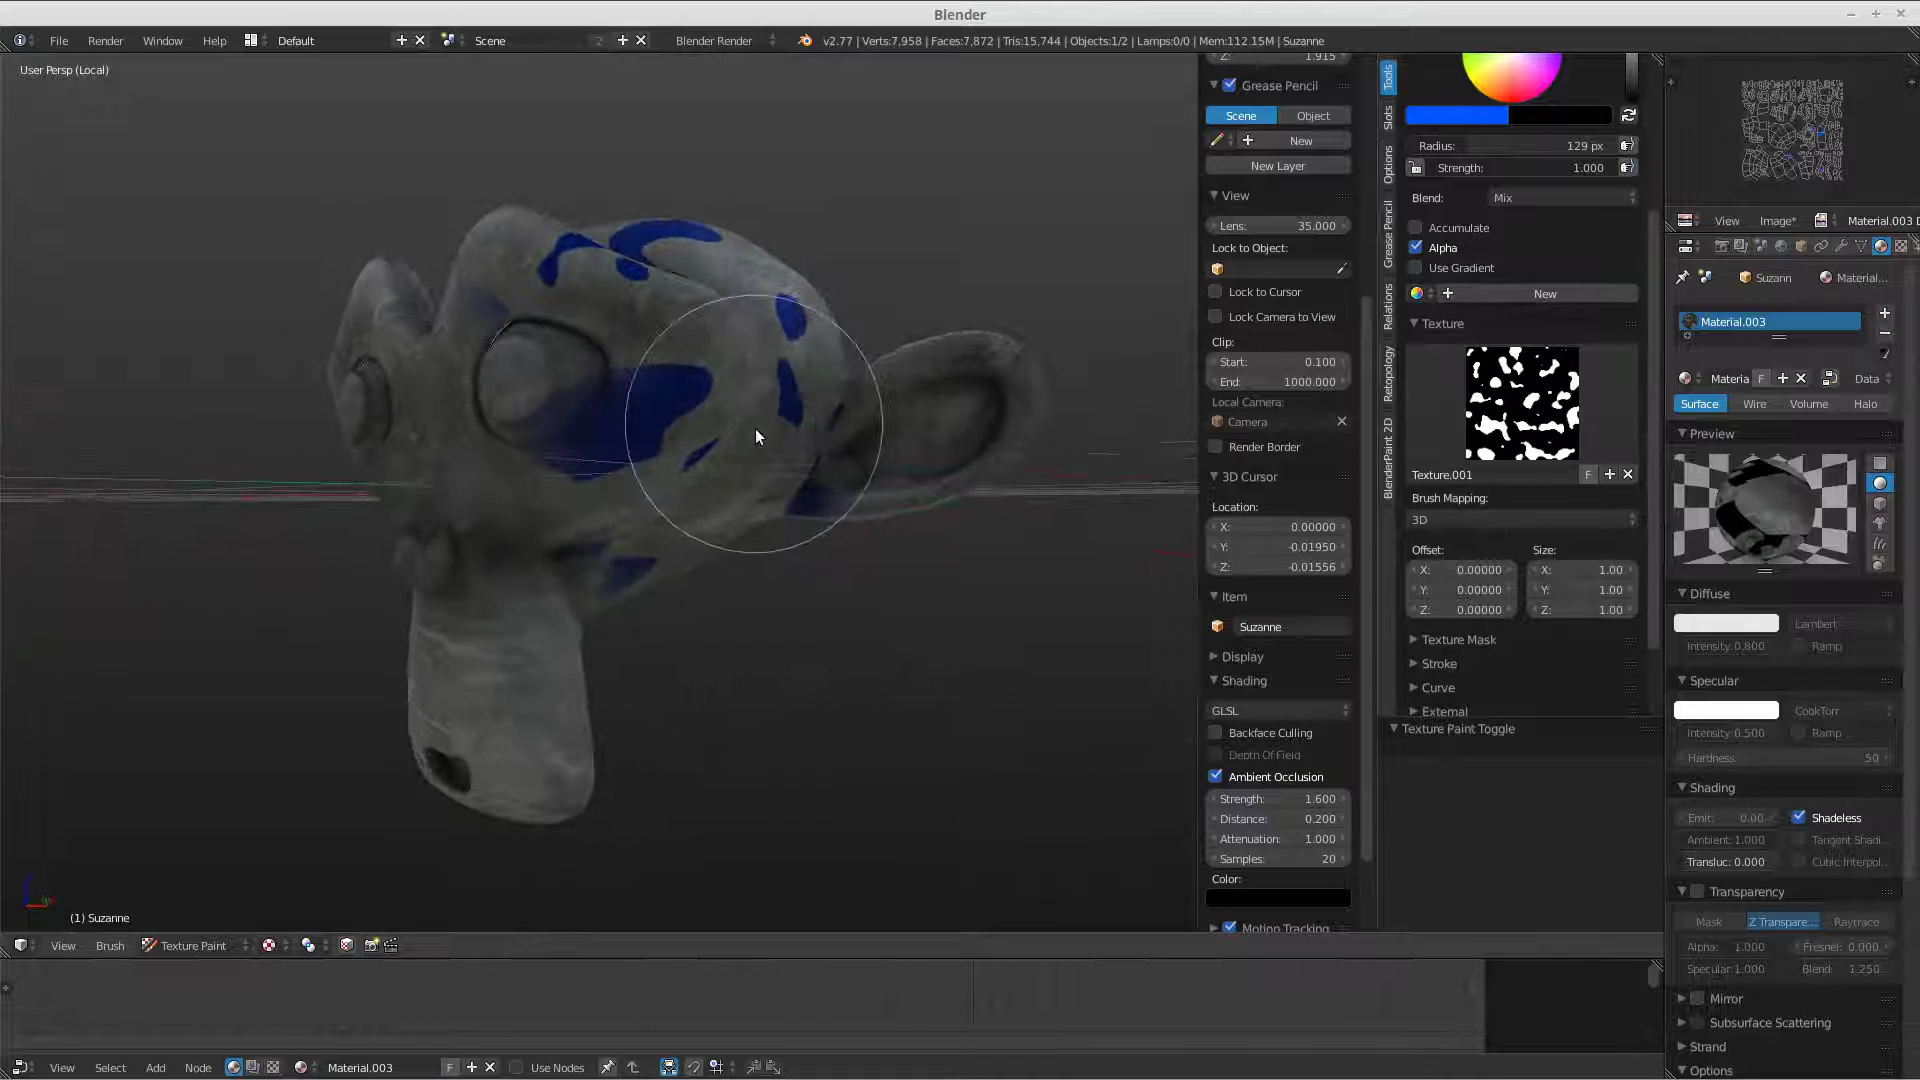 Blender
File Render Window Help Default Scene 2 Blender Render v2.77 | Verts:7,958 | Faces:7,872 | Tris:15,744 | Objects:1/2 | Lamps:0/0 | Mem:112.15M | Suzanne
User Persp (Local)
Z: 1.915
Grease Pencil
Scene Object
New
New Layer
View
Lens: 35.000
Lock to Object:
Lock to Cursor
Lock Camera to View
Clip:
Start: 0.100
End: 1000.000
Local Camera:
Camera
Render Border
3D Cursor
Location:
X: 0.00000
Y: -0.01950
Z: -0.01556
Item
Suzanne
Display
Shading
GLSL
Backface Culling
Depth Of Field
Ambient Occlusion
Strength: 1.600
Distance: 0.200
Attenuation: 1.000
Samples: 20
Color:
Motion Tracking
Tools
Slots
Options
Grease Pencil
Relations
Retopology
BlenderPaint 2D
Radius: 129 px
Strength: 1.000
Blend: Mix
Accumulate
Alpha
Use Gradient
New
Texture
Texture.001 F
Brush Mapping:
3D
Offset: Size:
X: 0.00000 X: 1.00
Y: 0.00000 Y: 1.00
Z: 0.00000 Z: 1.00
Texture Mask
Stroke
Curve
External
Texture Paint Toggle
View Image* Material.003 D
Suzann Material...
Material.003
Materia F Data
Surface Wire Volume Halo
Preview
Diffuse
Lambert
Intensity: 0.800 Ramp
Specular
CookTorr
Intensity: 0.500 Ramp
Hardness: 50
Shading
Emit: 0.00 Shadeless
Ambient: 1.000 Tangent Shadi...
Transluc: 0.000 Cubic Interpol...
Transparency
Mask Z Transpare... Raytrace
Alpha: 1.000 Fresnel: 0.000
Specular: 1.000 Blend: 1.250
Mirror
Subsurface Scattering
Strand
Options
(1) Suzanne
View Brush Texture Paint
View Select Add Node Material.003 F Use Nodes